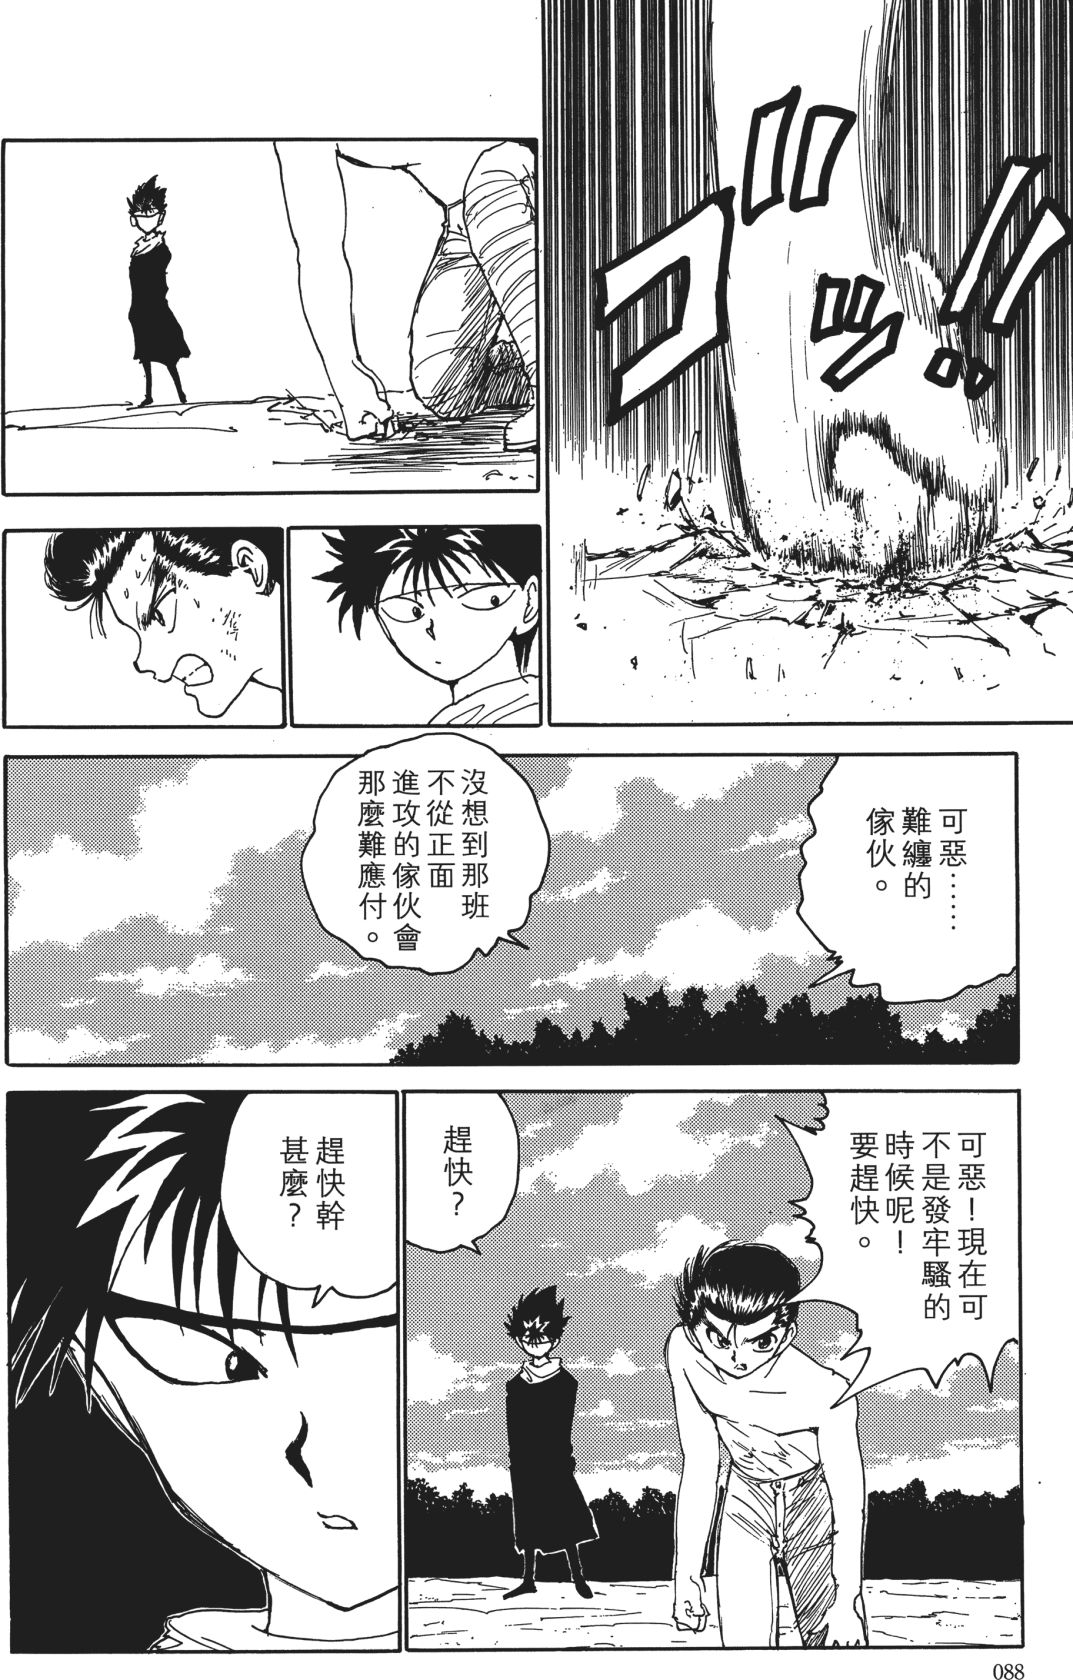 ゴッ!!
可惡……
難纏的
傢伙。
沒想到那班
不從正面
進攻的傢伙會
那麼難應付。
可惡！現在可
不是發牢騷的
時候呢！
要趕快。
趕快？
趕快幹
甚麼？
088